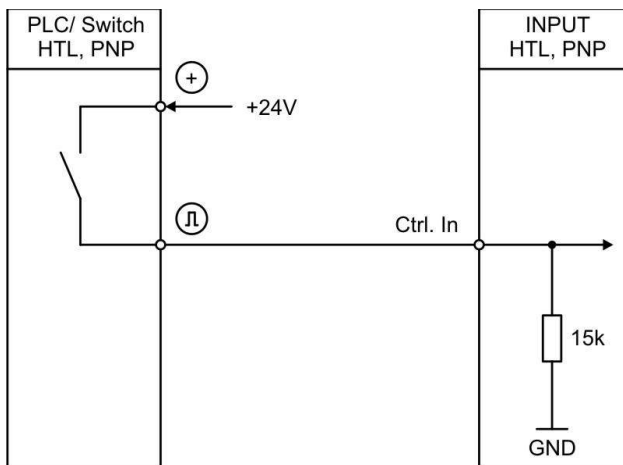 PLC/ Switch
HTL, PNP
INPUT
HTL, PNP
+
+24V
Ctrl. In
15k
GND